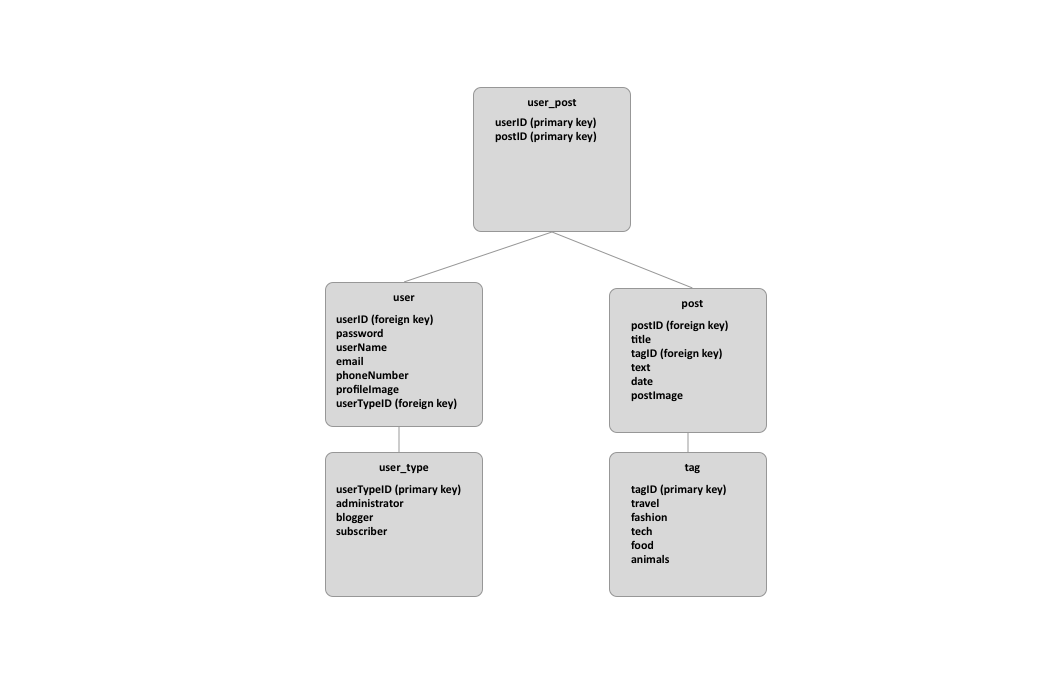 user_post
userID (primary key)
postID (primary key)
user
userID (foreign key)
password
userName
email
phoneNumber
profileImage
userTypeID (foreign key)
post
postID (foreign key)
title
tagID (foreign key)
text
date
postImage
user_type
userTypeID (primary key)
administrator
blogger
subscriber
tag
tagID (primary key)
travel
fashion
tech
food
animals